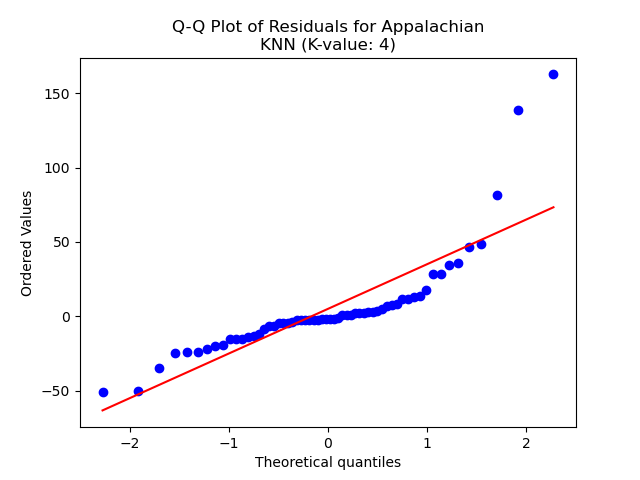 Q-Q Plot of Residuals for Appalachian
KNN (K-value: 4)
Ordered Values
150
100
50
0
−50
−2
−1
0
1
2
Theoretical quantiles